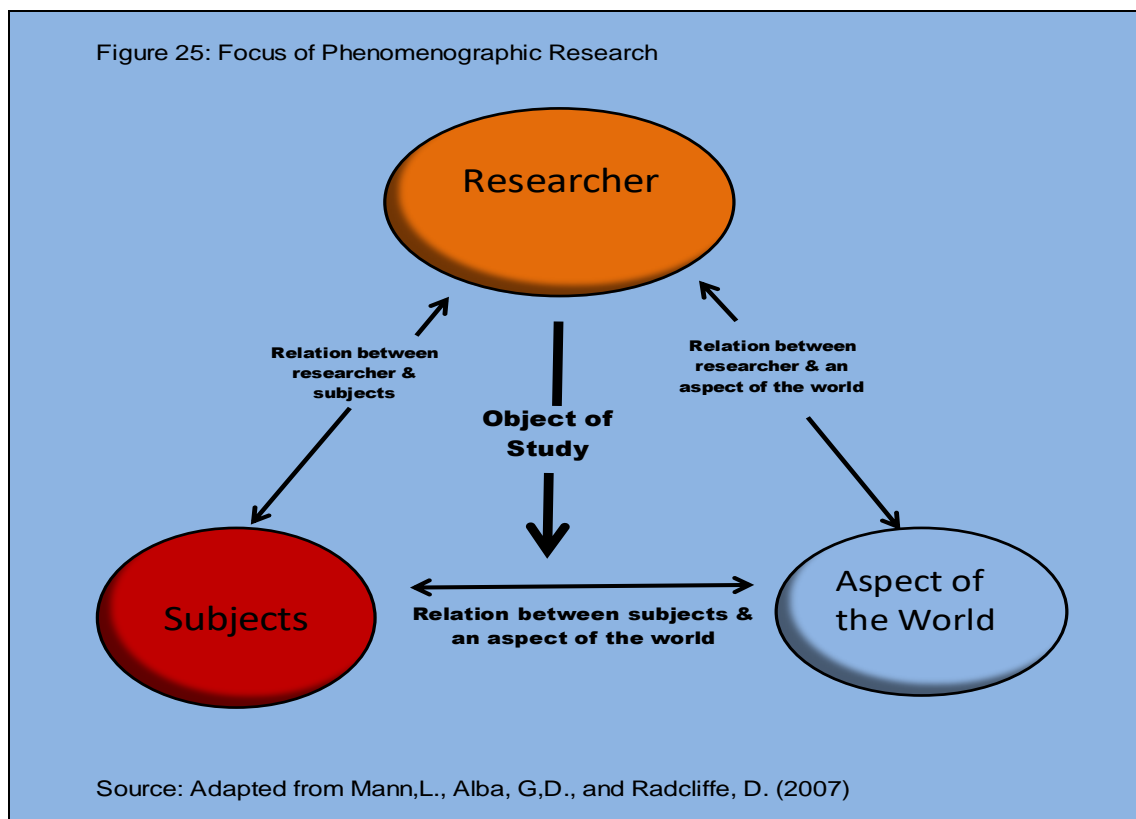 Figure 25: Focus of Phenomenographic Research
Researcher
Relation between
researcher &
subjects
Relation between
researcher & an
aspect of the world
Object of
Study
Subjects
Relation between subjects &
an aspect of the world
Aspect of
the World
Source: Adapted from Mann,L., Alba, G,D., and Radcliffe, D. (2007)